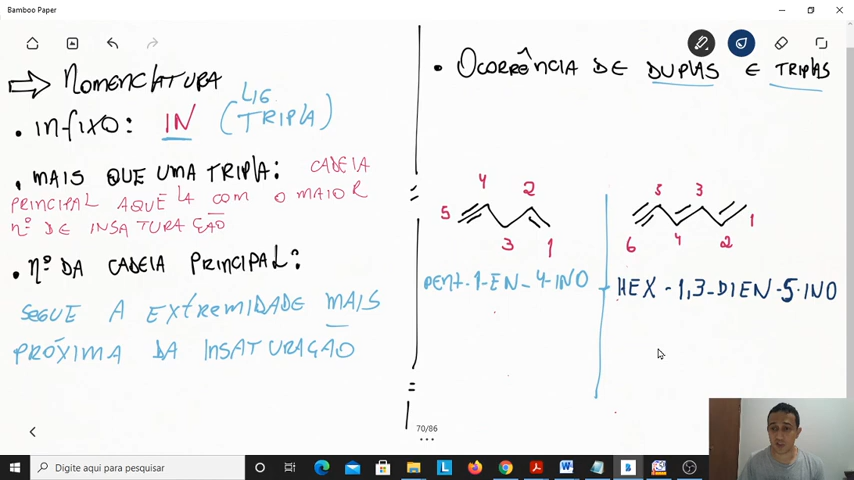 Bamboo Paper
NOMENCLATURA
• INFIXO: IN (LIG TRIPLA)
• MAIS QUE UMA TRIPLA: CADEIA
PRINCIPAL AQUELA COM O MAIOR
nº DE INSATURAÇÃO
• nº DA CADEIA PRINCIPAL:
SEGUE A EXTREMIDADE MAIS
PRÓXIMA DA INSATURAÇÃO
• OCORRÊNCIA DE DUPLAS E TRIPLAS
4 2
5
3 1
PENT-1-EN-4-INO
5 3
1
6 4 2
HEX-1,3-DIEN-5-INO
70/86
Digite aqui para pesquisar